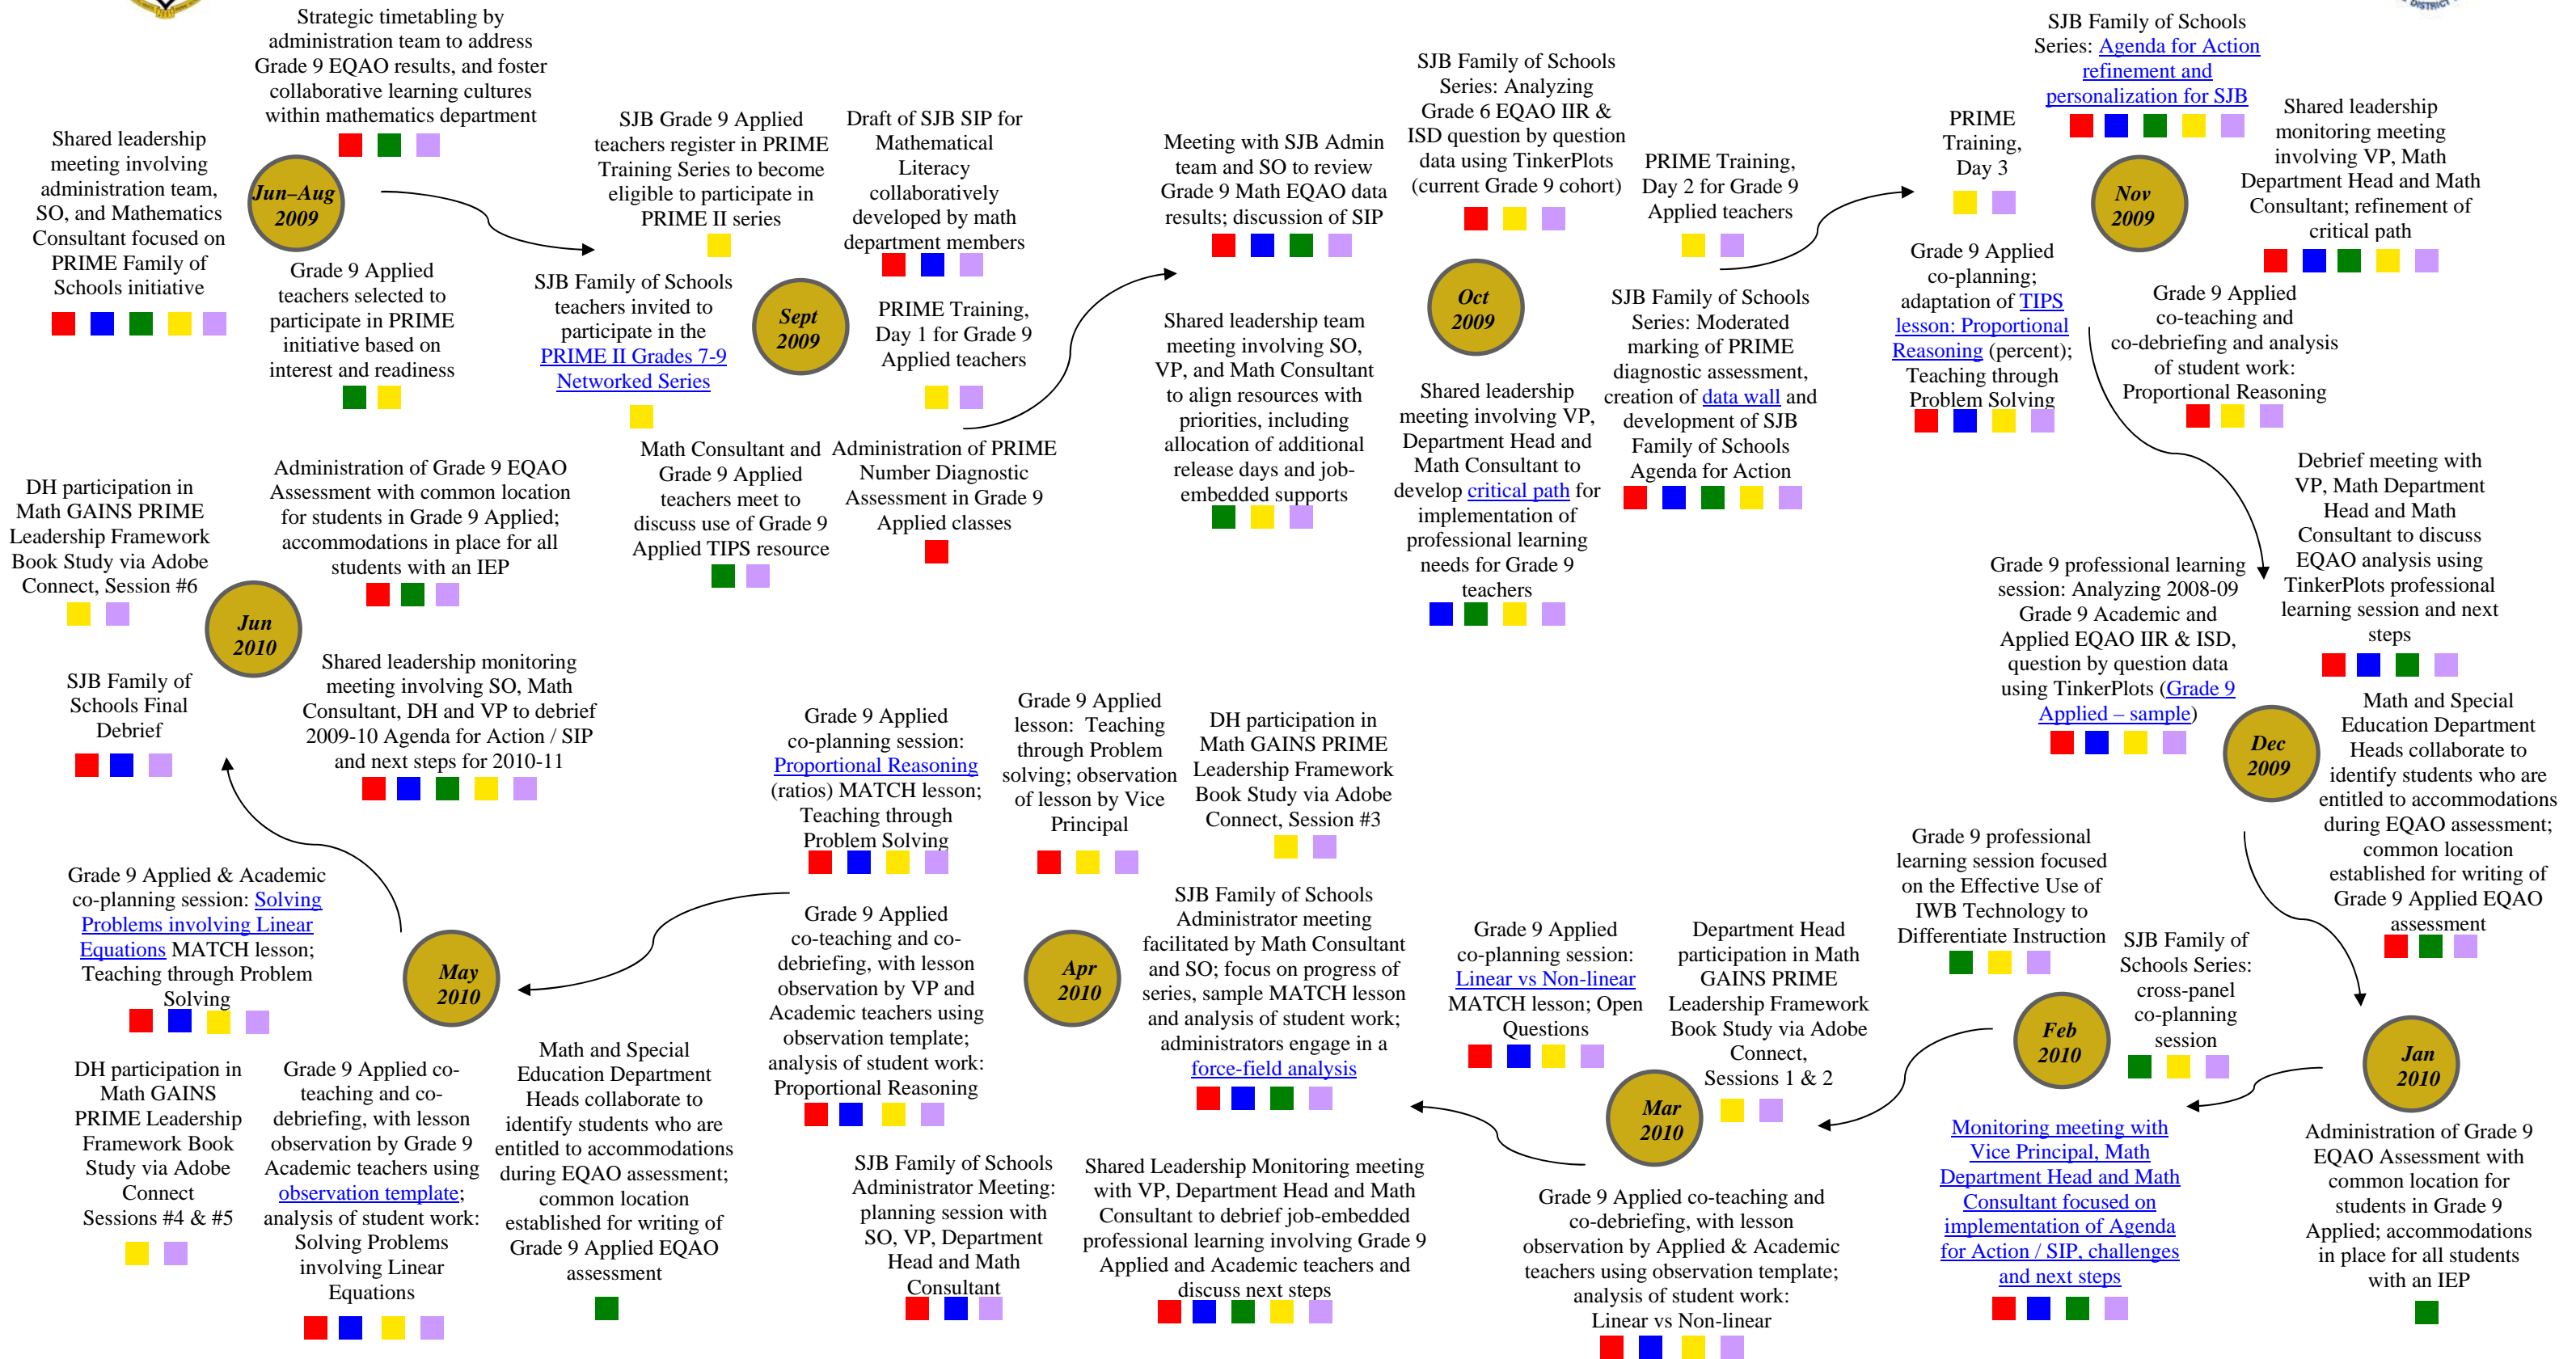 DISTRICT
Strategic timetabling by
administration team to address
Grade 9 EQAO results, and foster
collaborative learning cultures
within mathematics department
Shared leadership
meeting involving
administration team,
SO, and Mathematics
Consultant focused on
PRIME Family of
Schools initiative
Jun–Aug
2009
Grade 9 Applied
teachers selected to
participate in PRIME
initiative based on
interest and readiness
SJB Grade 9 Applied
teachers register in PRIME
Training Series to become
eligible to participate in
PRIME II series
Draft of SJB SIP for
Mathematical
Literacy
collaboratively
developed by math
department members
SJB Family of Schools
teachers invited to
participate in the
PRIME II Grades 7-9
Networked Series
Sept
2009
PRIME Training,
Day 1 for Grade 9
Applied teachers
Math Consultant and
Grade 9 Applied
teachers meet to
discuss use of Grade 9
Applied TIPS resource
Administration of PRIME
Number Diagnostic
Assessment in Grade 9
Applied classes
Meeting with SJB Admin
team and SO to review
Grade 9 Math EQAO data
results; discussion of SIP
SJB Family of Schools
Series: Analyzing
Grade 6 EQAO IIR &
ISD question by question
data using TinkerPlots
(current Grade 9 cohort)
PRIME Training,
Day 2 for Grade 9
Applied teachers
Shared leadership team
meeting involving SO,
VP, and Math Consultant
to align resources with
priorities, including
allocation of additional
release days and job-
embedded supports
Oct
2009
Shared leadership
meeting involving VP,
Department Head and
Math Consultant to
develop critical path for
implementation of
professional learning
needs for Grade 9
teachers
SJB Family of Schools
Series: Moderated
marking of PRIME
diagnostic assessment,
creation of data wall and
development of SJB
Family of Schools
Agenda for Action
SJB Family of Schools
Series: Agenda for Action
refinement and
personalization for SJB
PRIME
Training,
Day 3
Nov
2009
Shared leadership
monitoring meeting
involving VP, Math
Department Head and Math
Consultant; refinement of
critical path
Grade 9 Applied
co-planning;
adaptation of TIPS
lesson: Proportional
Reasoning (percent);
Teaching through
Problem Solving
Grade 9 Applied
co-teaching and
co-debriefing and analysis
of student work:
Proportional Reasoning
Debrief meeting with
VP, Math Department
Head and Math
Consultant to discuss
EQAO analysis using
TinkerPlots professional
learning session and next
steps
Grade 9 professional learning
session: Analyzing 2008-09
Grade 9 Academic and
Applied EQAO IIR & ISD,
question by question data
using TinkerPlots (Grade 9
Applied – sample)
Dec
2009
Math and Special
Education Department
Heads collaborate to
identify students who are
entitled to accommodations
during EQAO assessment;
common location
established for writing of
Grade 9 Applied EQAO
assessment
Jan
2010
Administration of Grade 9
EQAO Assessment with
common location for
students in Grade 9
Applied; accommodations
in place for all students
with an IEP
Grade 9 professional
learning session focused
on the Effective Use of
IWB Technology to
Differentiate Instruction
SJB Family of
Schools Series:
cross-panel
co-planning
session
Feb
2010
Monitoring meeting with
Vice Principal, Math
Department Head and Math
Consultant focused on
implementation of Agenda
for Action / SIP, challenges
and next steps
Grade 9 Applied
co-planning session:
Linear vs Non-linear
MATCH lesson; Open
Questions
Department Head
participation in Math
GAINS PRIME
Leadership Framework
Book Study via Adobe
Connect,
Sessions 1 & 2
Mar
2010
Grade 9 Applied co-teaching and
co-debriefing, with lesson
observation by Applied & Academic
teachers using observation template;
analysis of student work:
Linear vs Non-linear
Grade 9 Applied
co-planning session:
Proportional Reasoning
(ratios) MATCH lesson;
Teaching through
Problem Solving
Grade 9 Applied
lesson: Teaching
through Problem
solving; observation
of lesson by Vice
Principal
DH participation in
Math GAINS PRIME
Leadership Framework
Book Study via Adobe
Connect, Session #3
Grade 9 Applied
co-teaching and co-
debriefing, with lesson
observation by VP and
Academic teachers using
observation template;
analysis of student work:
Proportional Reasoning
Apr
2010
SJB Family of Schools
Administrator meeting
facilitated by Math Consultant
and SO; focus on progress of
series, sample MATCH lesson
and analysis of student work;
administrators engage in a
force-field analysis
SJB Family of Schools
Administrator Meeting:
planning session with
SO, VP, Department
Head and Math
Consultant
Shared Leadership Monitoring meeting
with VP, Department Head and Math
Consultant to debrief job-embedded
professional learning involving Grade 9
Applied and Academic teachers and
discuss next steps
Grade 9 Applied & Academic
co-planning session: Solving
Problems involving Linear
Equations MATCH lesson;
Teaching through Problem
Solving
May
2010
DH participation in
Math GAINS
PRIME Leadership
Framework Book
Study via Adobe
Connect
Sessions #4 & #5
Grade 9 Applied co-
teaching and co-
debriefing, with lesson
observation by Grade 9
Academic teachers using
observation template;
analysis of student work:
Solving Problems
involving Linear
Equations
Math and Special
Education Department
Heads collaborate to
identify students who are
entitled to accommodations
during EQAO assessment;
common location
established for writing of
Grade 9 Applied EQAO
assessment
DH participation in
Math GAINS PRIME
Leadership Framework
Book Study via Adobe
Connect, Session #6
Administration of Grade 9 EQAO
Assessment with common location
for students in Grade 9 Applied;
accommodations in place for all
students with an IEP
Jun
2010
SJB Family of
Schools Final
Debrief
Shared leadership monitoring
meeting involving SO, Math
Consultant, DH and VP to debrief
2009-10 Agenda for Action / SIP
and next steps for 2010-11